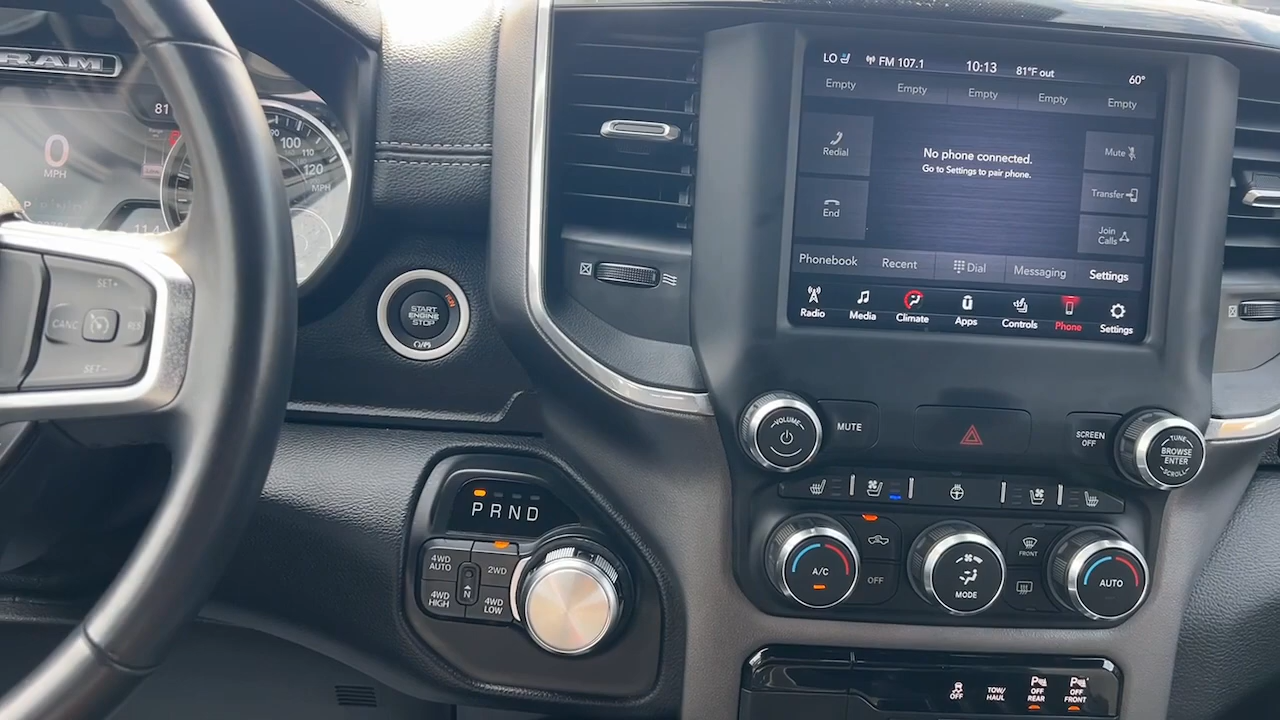 RAM
81
0
MPH
100
120
MPH
SET+
CANC
RES
SET-
START
ENGINE
STOP
RUN
LO
FM 107.1
10:13
81°F out
60°
Empty
Empty
Empty
Empty
Empty
Redial
No phone connected.
Go to Settings to pair phone.
Mute
Transfer
End
Join
Calls
Phonebook
Recent
Dial
Messaging
Settings
Radio
Media
Climate
Apps
Controls
Phone
Settings
VOLUME
MUTE
SCREEN
OFF
TUNE
BROWSE
ENTER
SCROLL
P R N D
4WD
AUTO
2WD
N
4WD
HIGH
4WD
LOW
A/C
OFF
MODE
FRONT
AUTO
OFF
TOW/
HAUL
OFF
REAR
OFF
FRONT